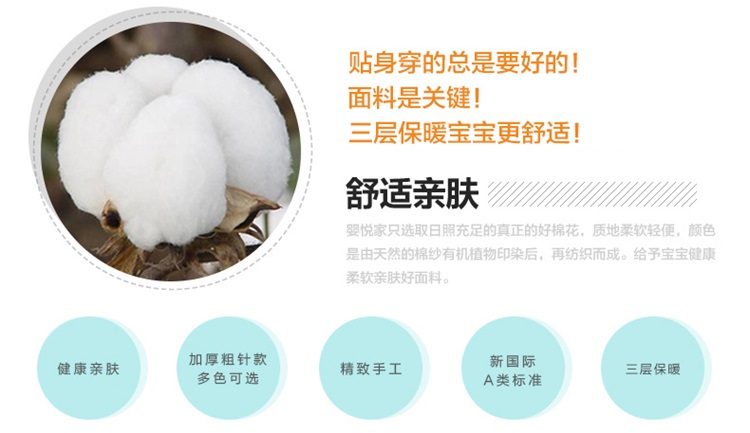 贴身穿的总是要好的！
面料是关键！
三层保暖宝宝更舒适！
舒适亲肤
婴悦家只选取日照充足的真正的好棉花，质地柔软轻便，颜色
是由天然的棉纱有机植物印染后，再纺织而成。给予宝宝健康
柔软亲肤好面料。
健康亲肤
加厚粗针款
多色可选
精致手工
新国际
A类标准
三层保暖